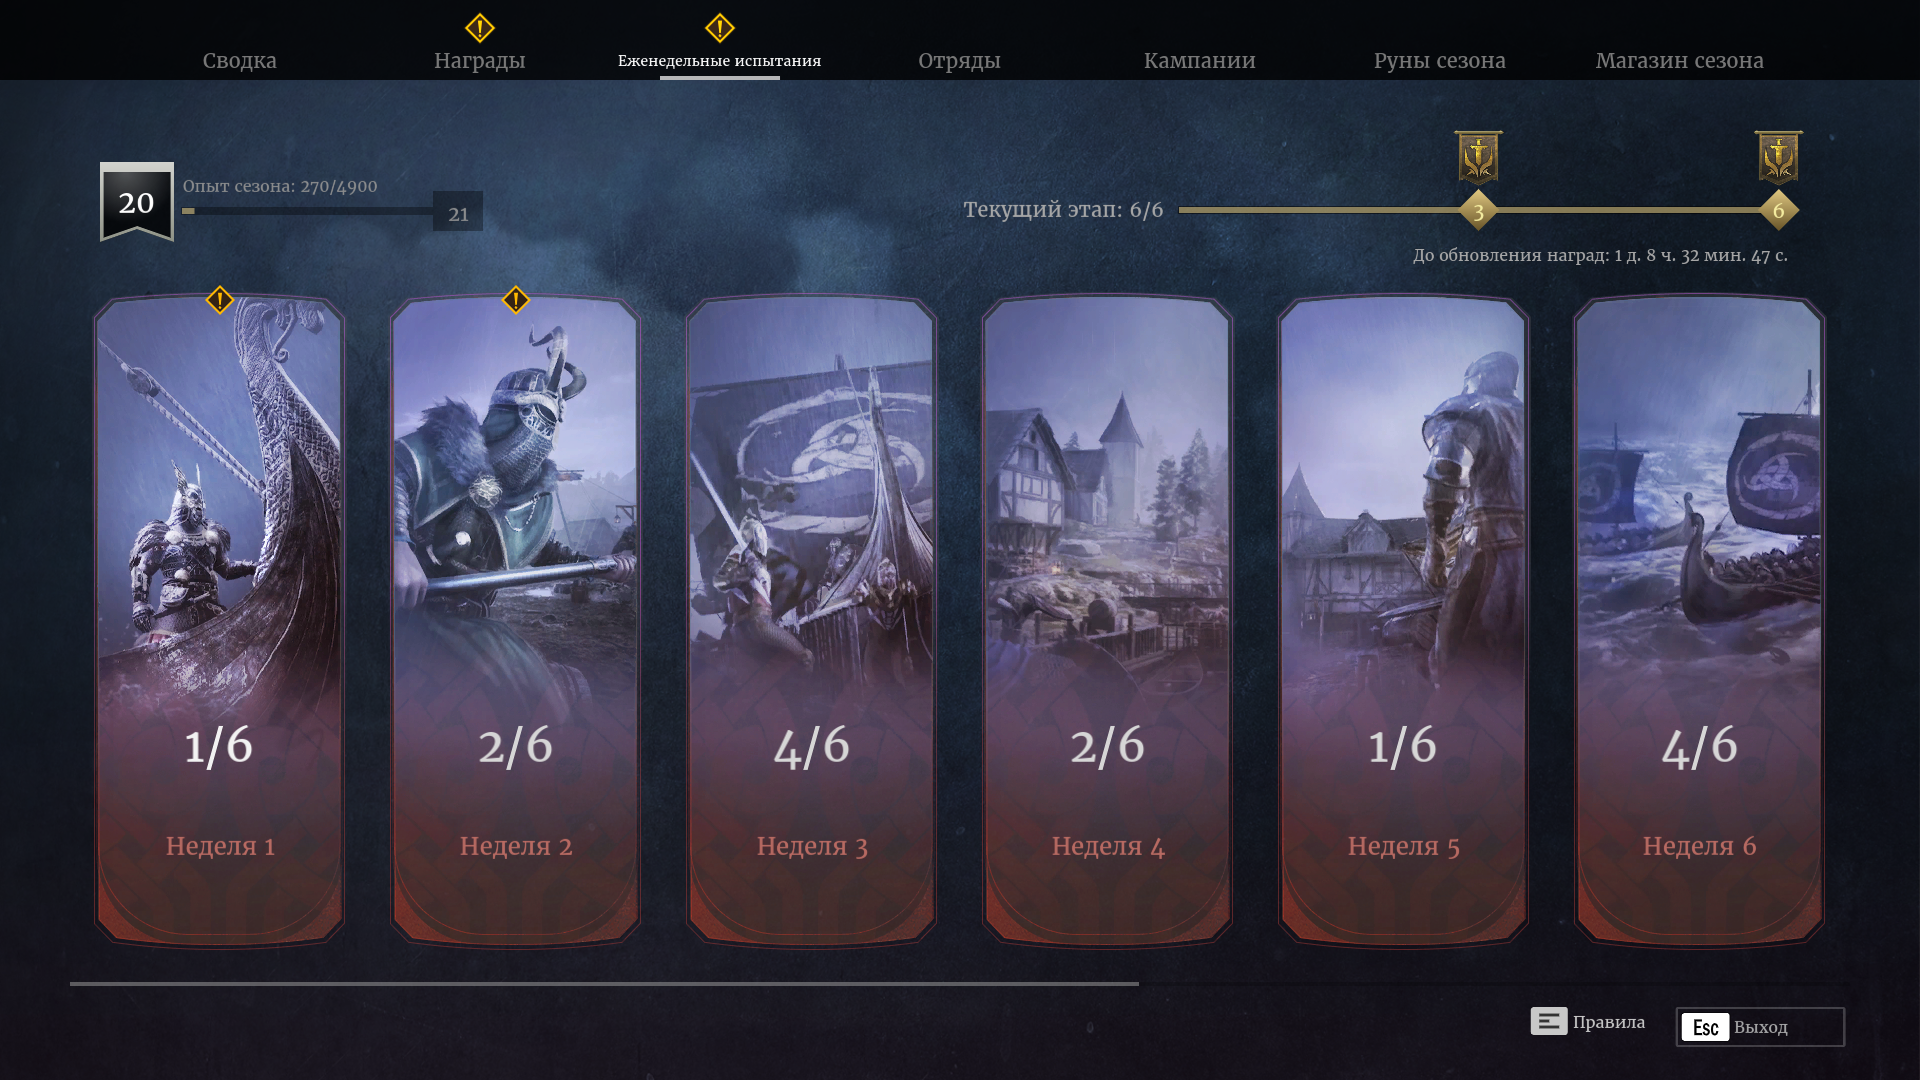 Сводка
Награды
Еженедельные испытания
Отряды
Кампании
Руны сезона
Магазин сезона
20
Опыт сезона: 270/4900
21
Текущий этап: 6/6
3
6
До обновления наград: 1 д. 8 ч. 32 мин. 47 с.
1/6
2/6
4/6
2/6
1/6
4/6
Неделя 1
Неделя 2
Неделя 3
Неделя 4
Неделя 5
Неделя 6
Правила
Esc Выход